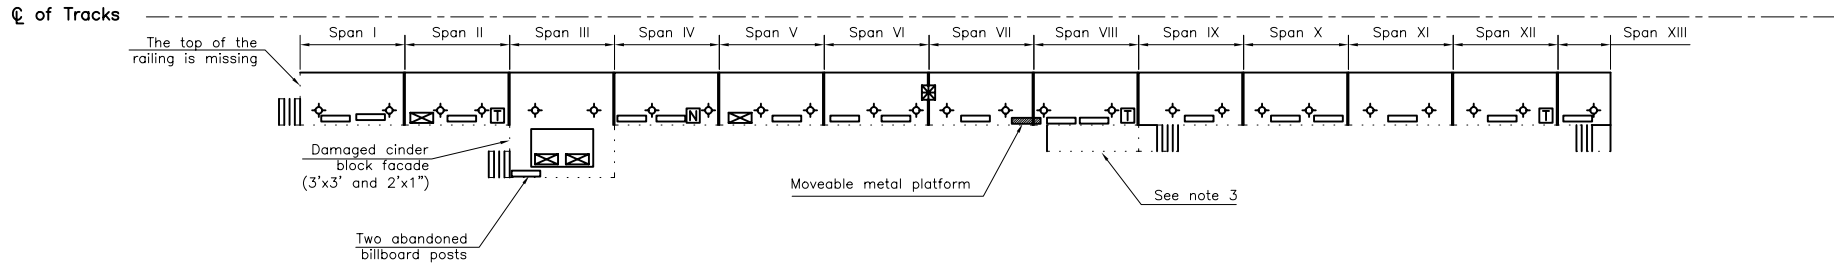 ℄ of Tracks
Span I Span II Span III Span IV Span V Span VI Span VII Span VIII Span IX Span X Span XI Span XII Span XIII
The top of the
railing is missing
T N T T
Damaged cinder
block facade
(3'x3' and 2'x1")
Moveable metal platform
See note 3
Two abandoned
billboard posts